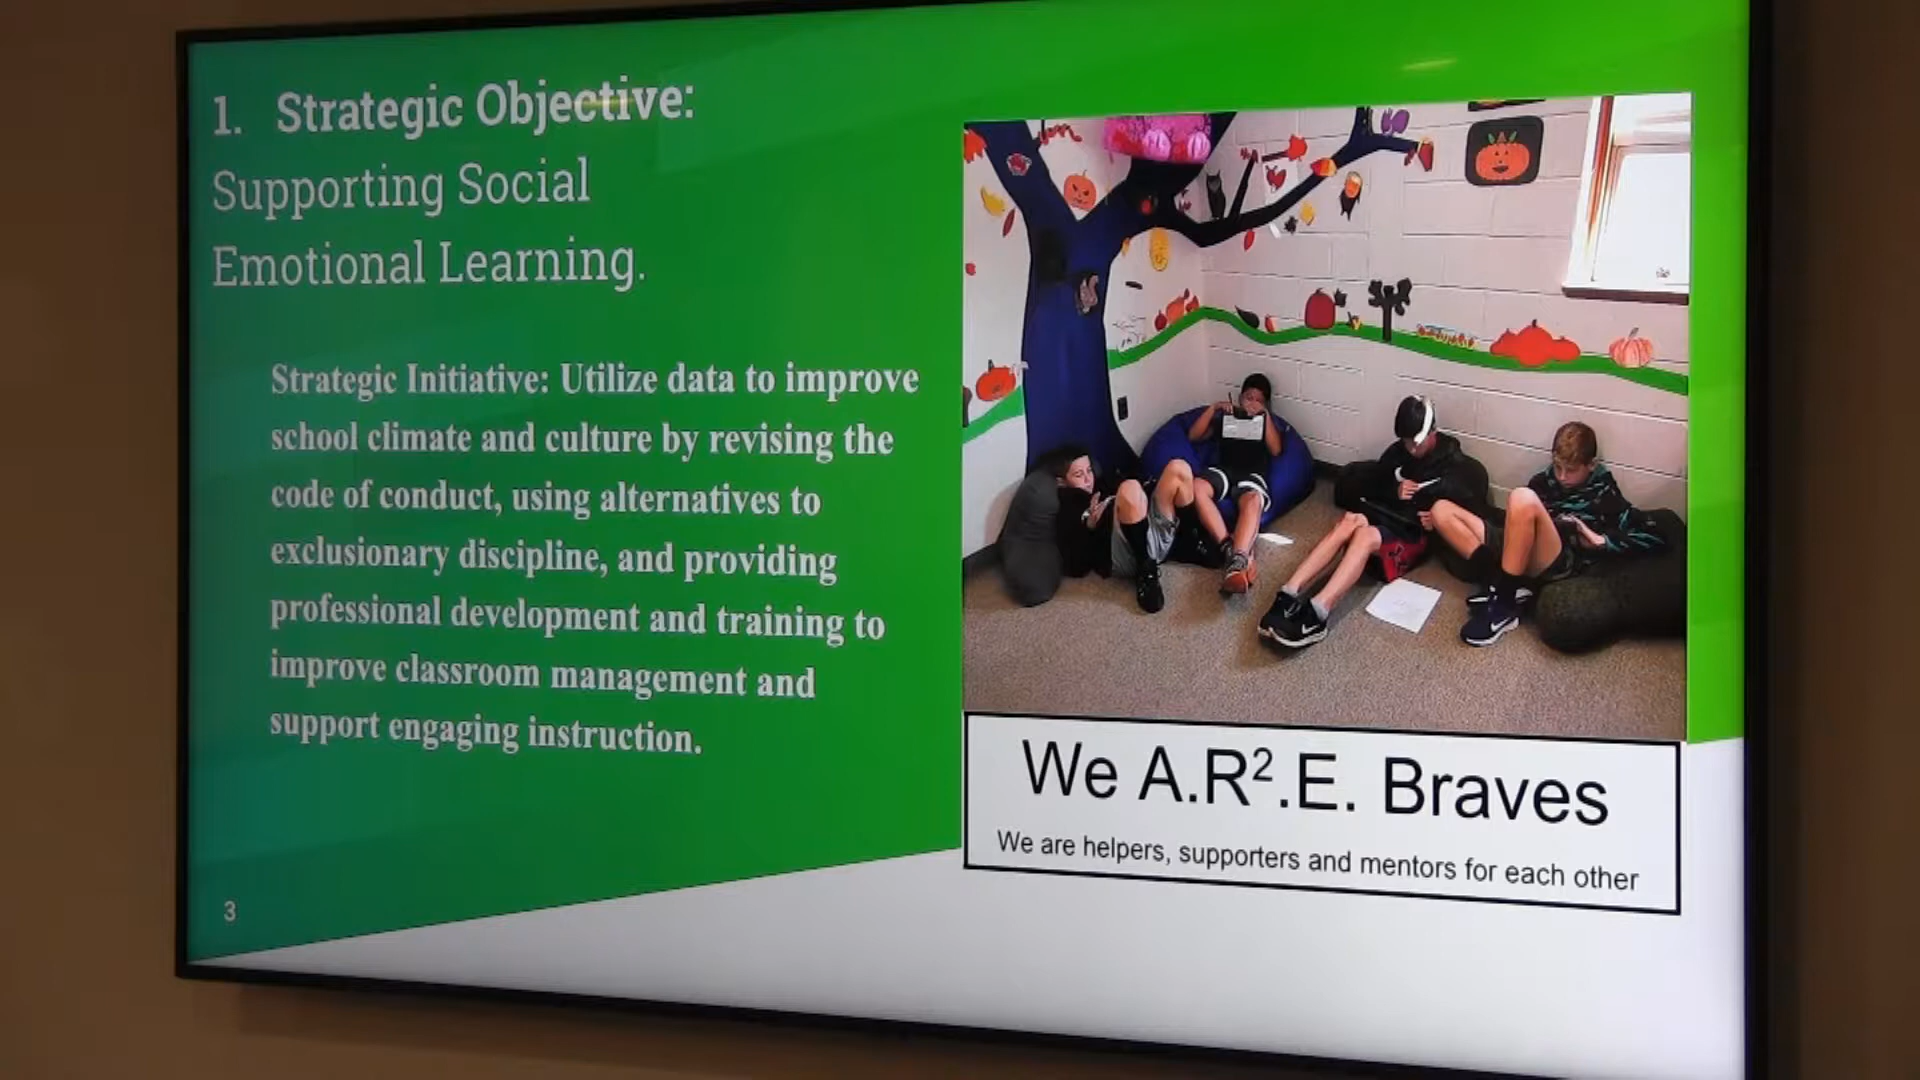 1. Strategic Objective:
Supporting Social
Emotional Learning.
Strategic Initiative: Utilize data to improve
school climate and culture by revising the
code of conduct, using alternatives to
exclusionary discipline, and providing
professional development and training to
improve classroom management and
support engaging instruction.
We A.R².E. Braves
We are helpers, supporters and mentors for each other
3